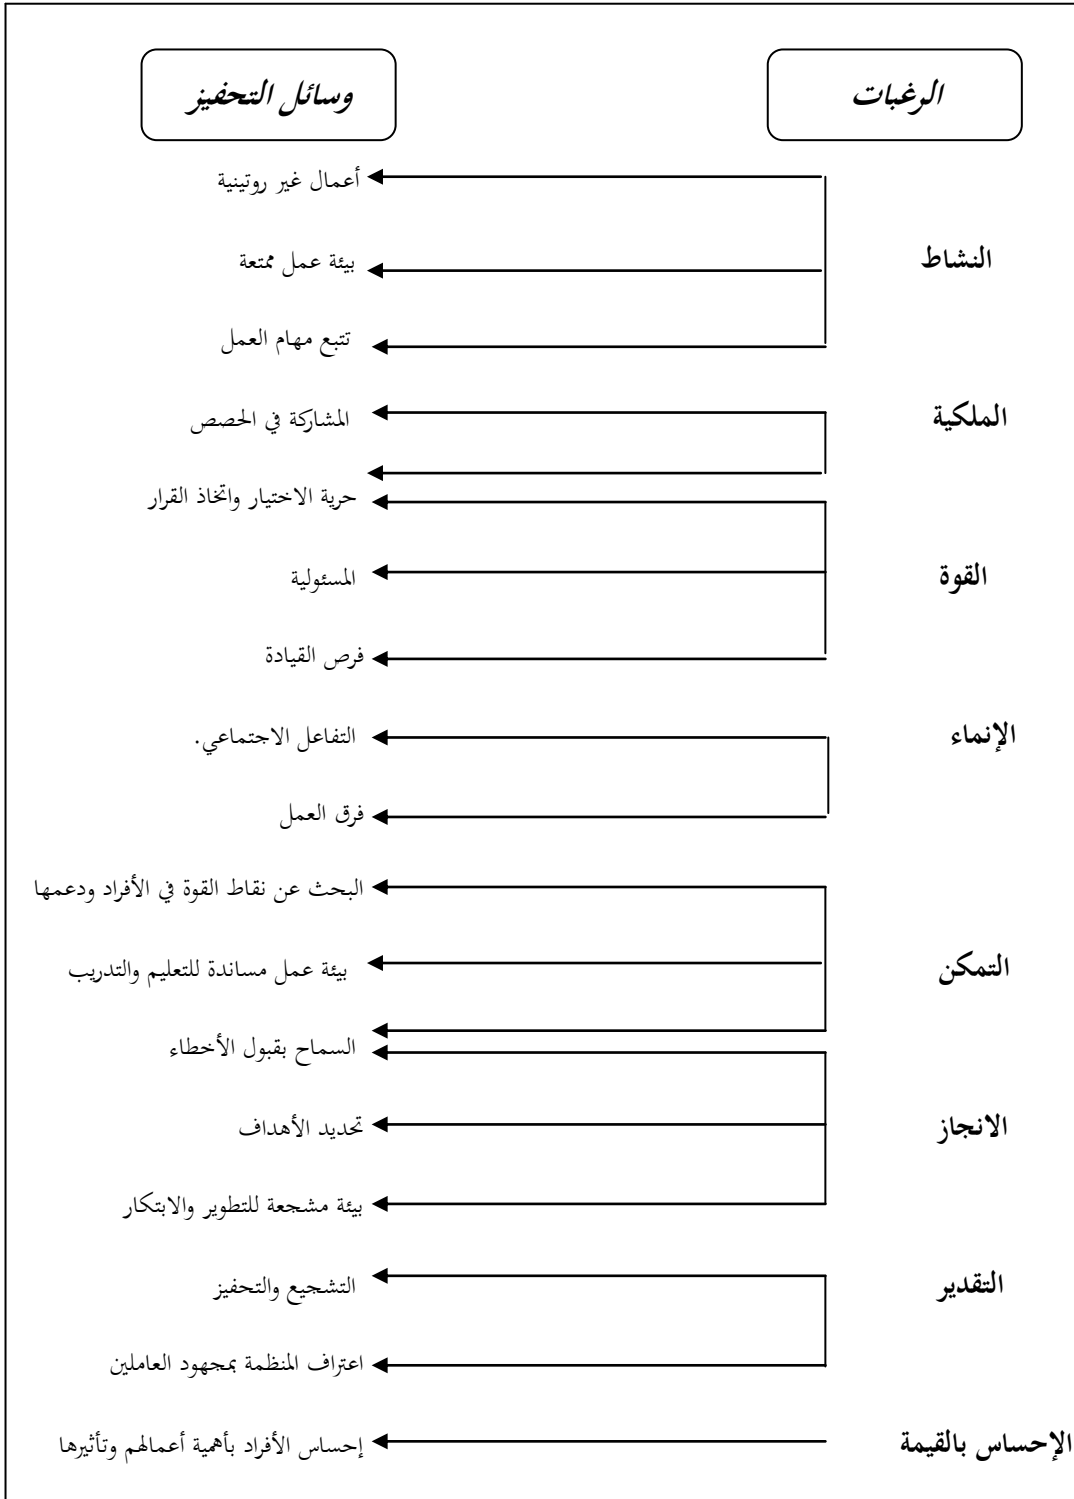 الرغبات
وسائل التحفيز
أعمال غير روتينية
النشاط
بيئة عمل ممتعة
تتبع مهام العمل
الملكية
المشاركة في الحصص
حرية الاختيار واتخاذ القرار
القوة
المسئولية
فرص القيادة
الإنماء
التفاعل الاجتماعي.
فرق العمل
البحث عن نقاط القوة في الأفراد ودعمها
التمكن
بيئة عمل مساندة للتعليم والتدريب
السماح بقبول الأخطاء
الانجاز
تحديد الأهداف
بيئة مشجعة للتطوير والابتكار
التقدير
التشجيع والتحفيز
اعتراف المنظمة بمجهود العاملين
الإحساس بالقيمة
إحساس الأفراد بأهمية أعمالهم وتأثيرها